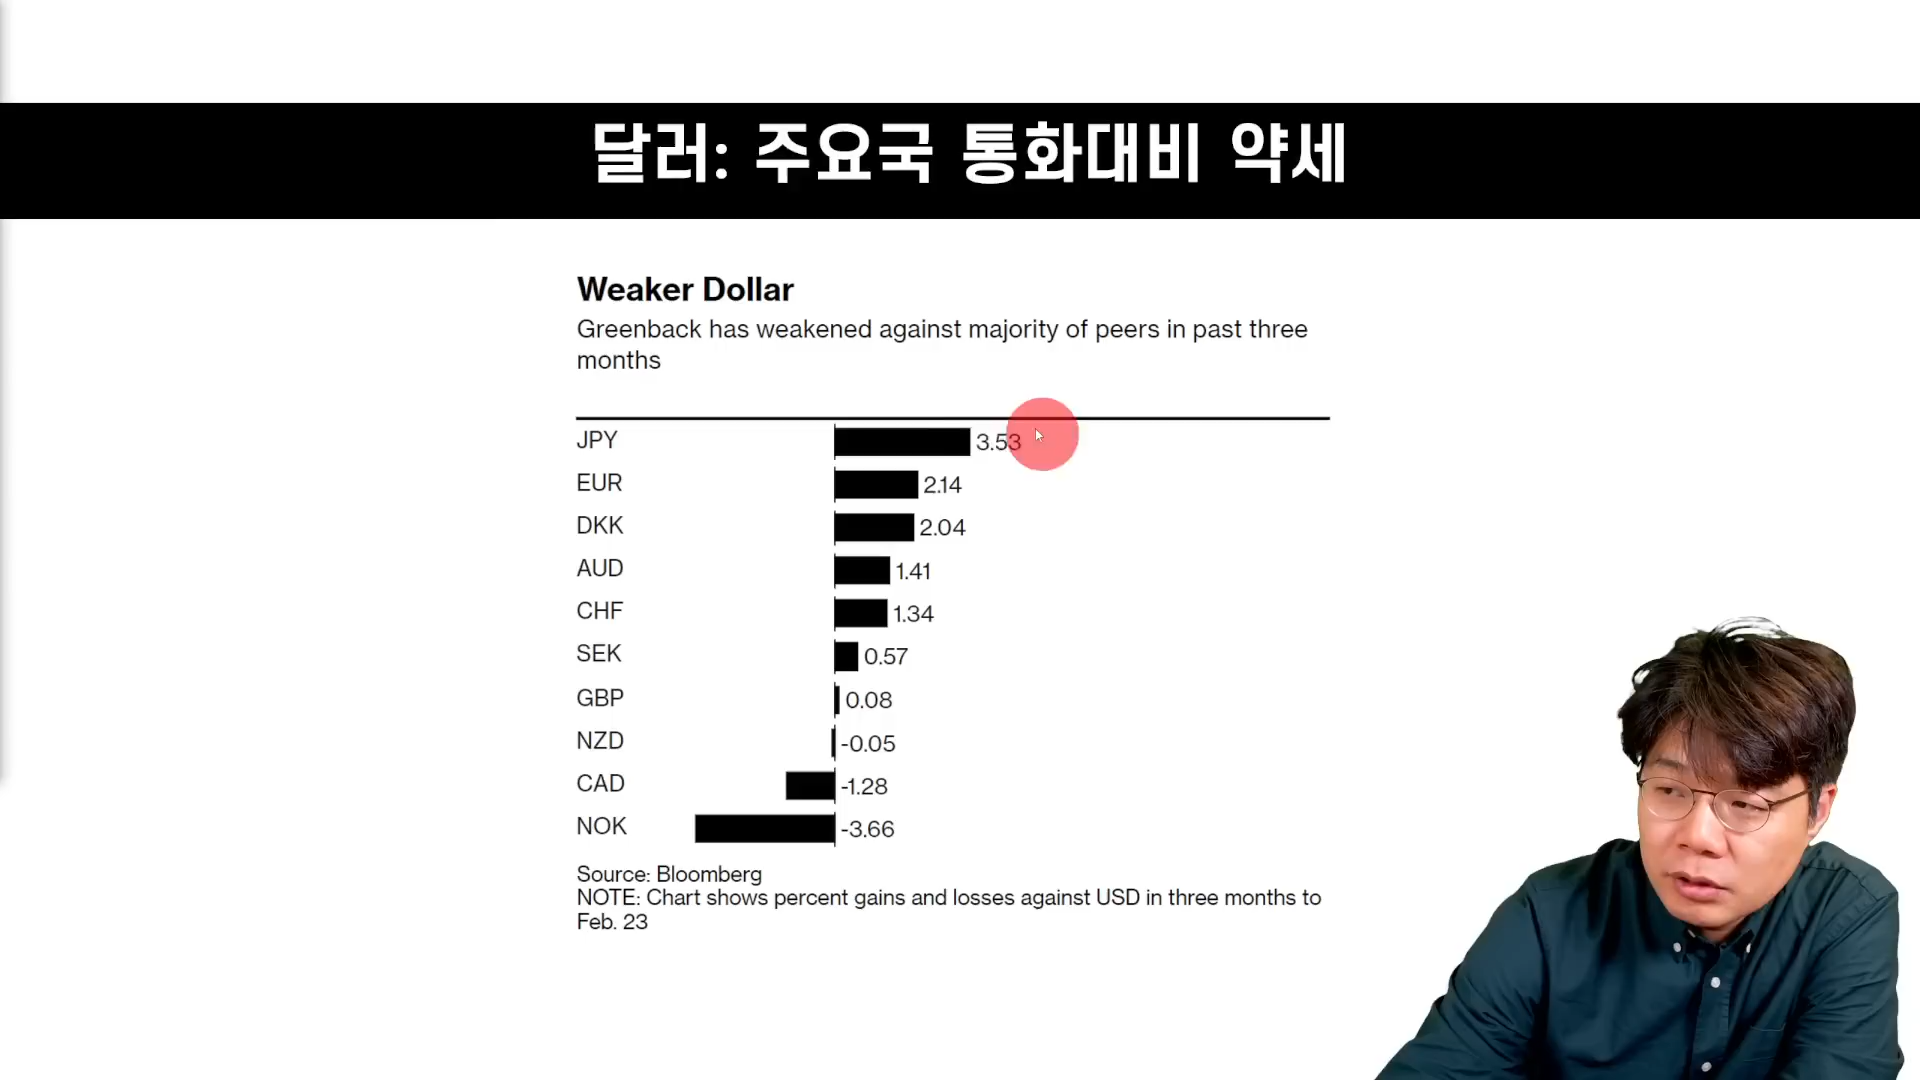 달러: 주요국 통화대비 약세
Weaker Dollar
Greenback has weakened against majority of peers in past three
months
JPY 3.53
EUR 2.14
DKK 2.04
AUD 1.41
CHF 1.34
SEK 0.57
GBP 0.08
NZD -0.05
CAD -1.28
NOK -3.66
Source: Bloomberg
NOTE: Chart shows percent gains and losses against USD in three months to
Feb. 23